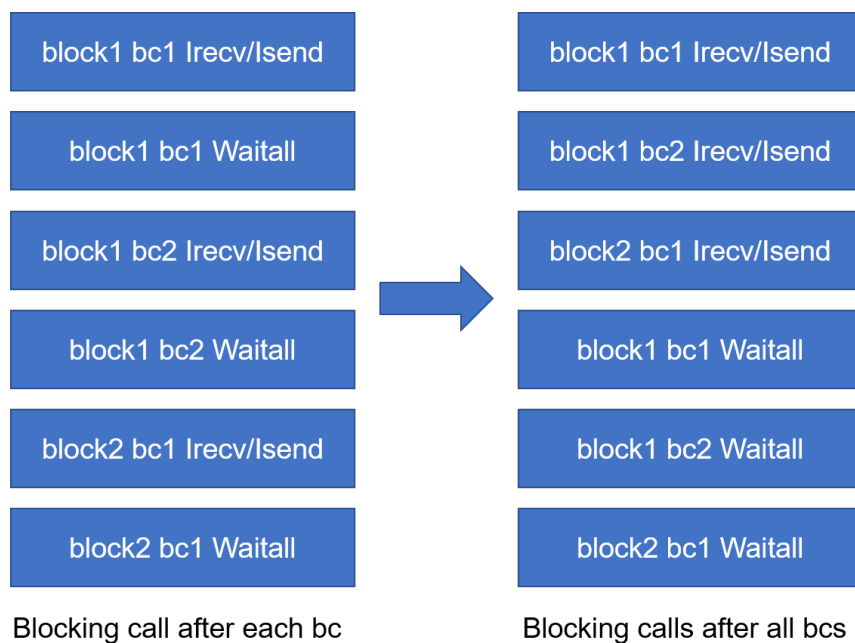 block1 bc1 Irecv/Isend
block1 bc1 Waitall
block1 bc2 Irecv/Isend
block1 bc2 Waitall
block2 bc1 Irecv/Isend
block2 bc1 Waitall
Blocking call after each bc
block1 bc1 Irecv/Isend
block1 bc2 Irecv/Isend
block2 bc1 Irecv/Isend
block1 bc1 Waitall
block1 bc2 Waitall
block2 bc1 Waitall
Blocking calls after all bcs